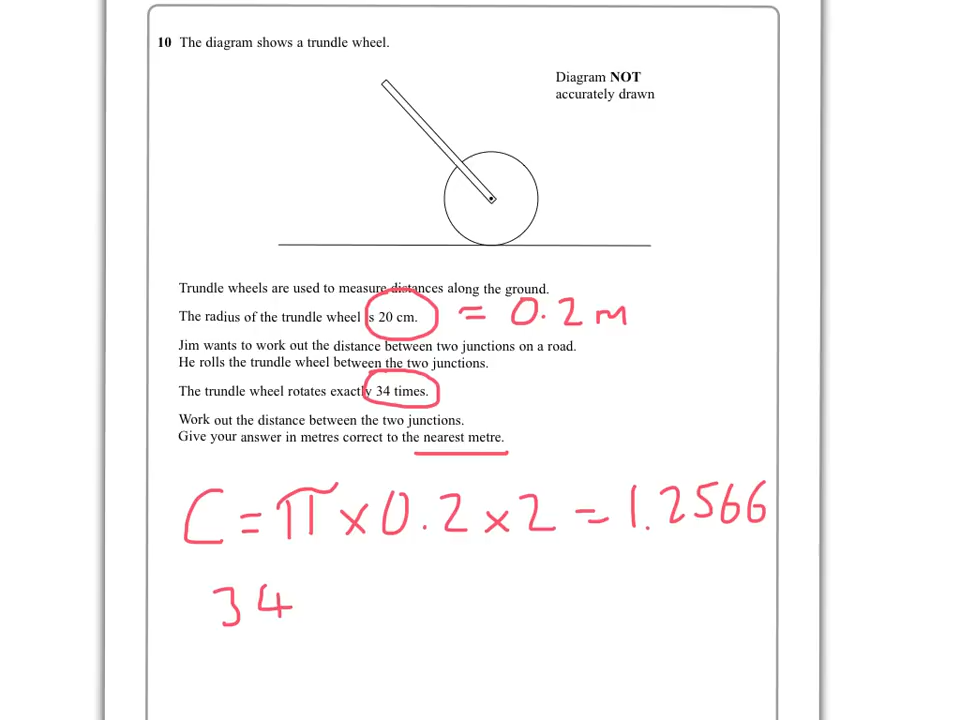 10 The diagram shows a trundle wheel.
Diagram NOT
accurately drawn
Trundle wheels are used to measure distances along the ground.
The radius of the trundle wheel is 20 cm. = 0.2 m
Jim wants to work out the distance between two junctions on a road.
He rolls the trundle wheel between the two junctions.
The trundle wheel rotates exactly 34 times.
Work out the distance between the two junctions.
Give your answer in metres correct to the nearest metre.
C = π × 0.2 × 2 = 1.2566
34